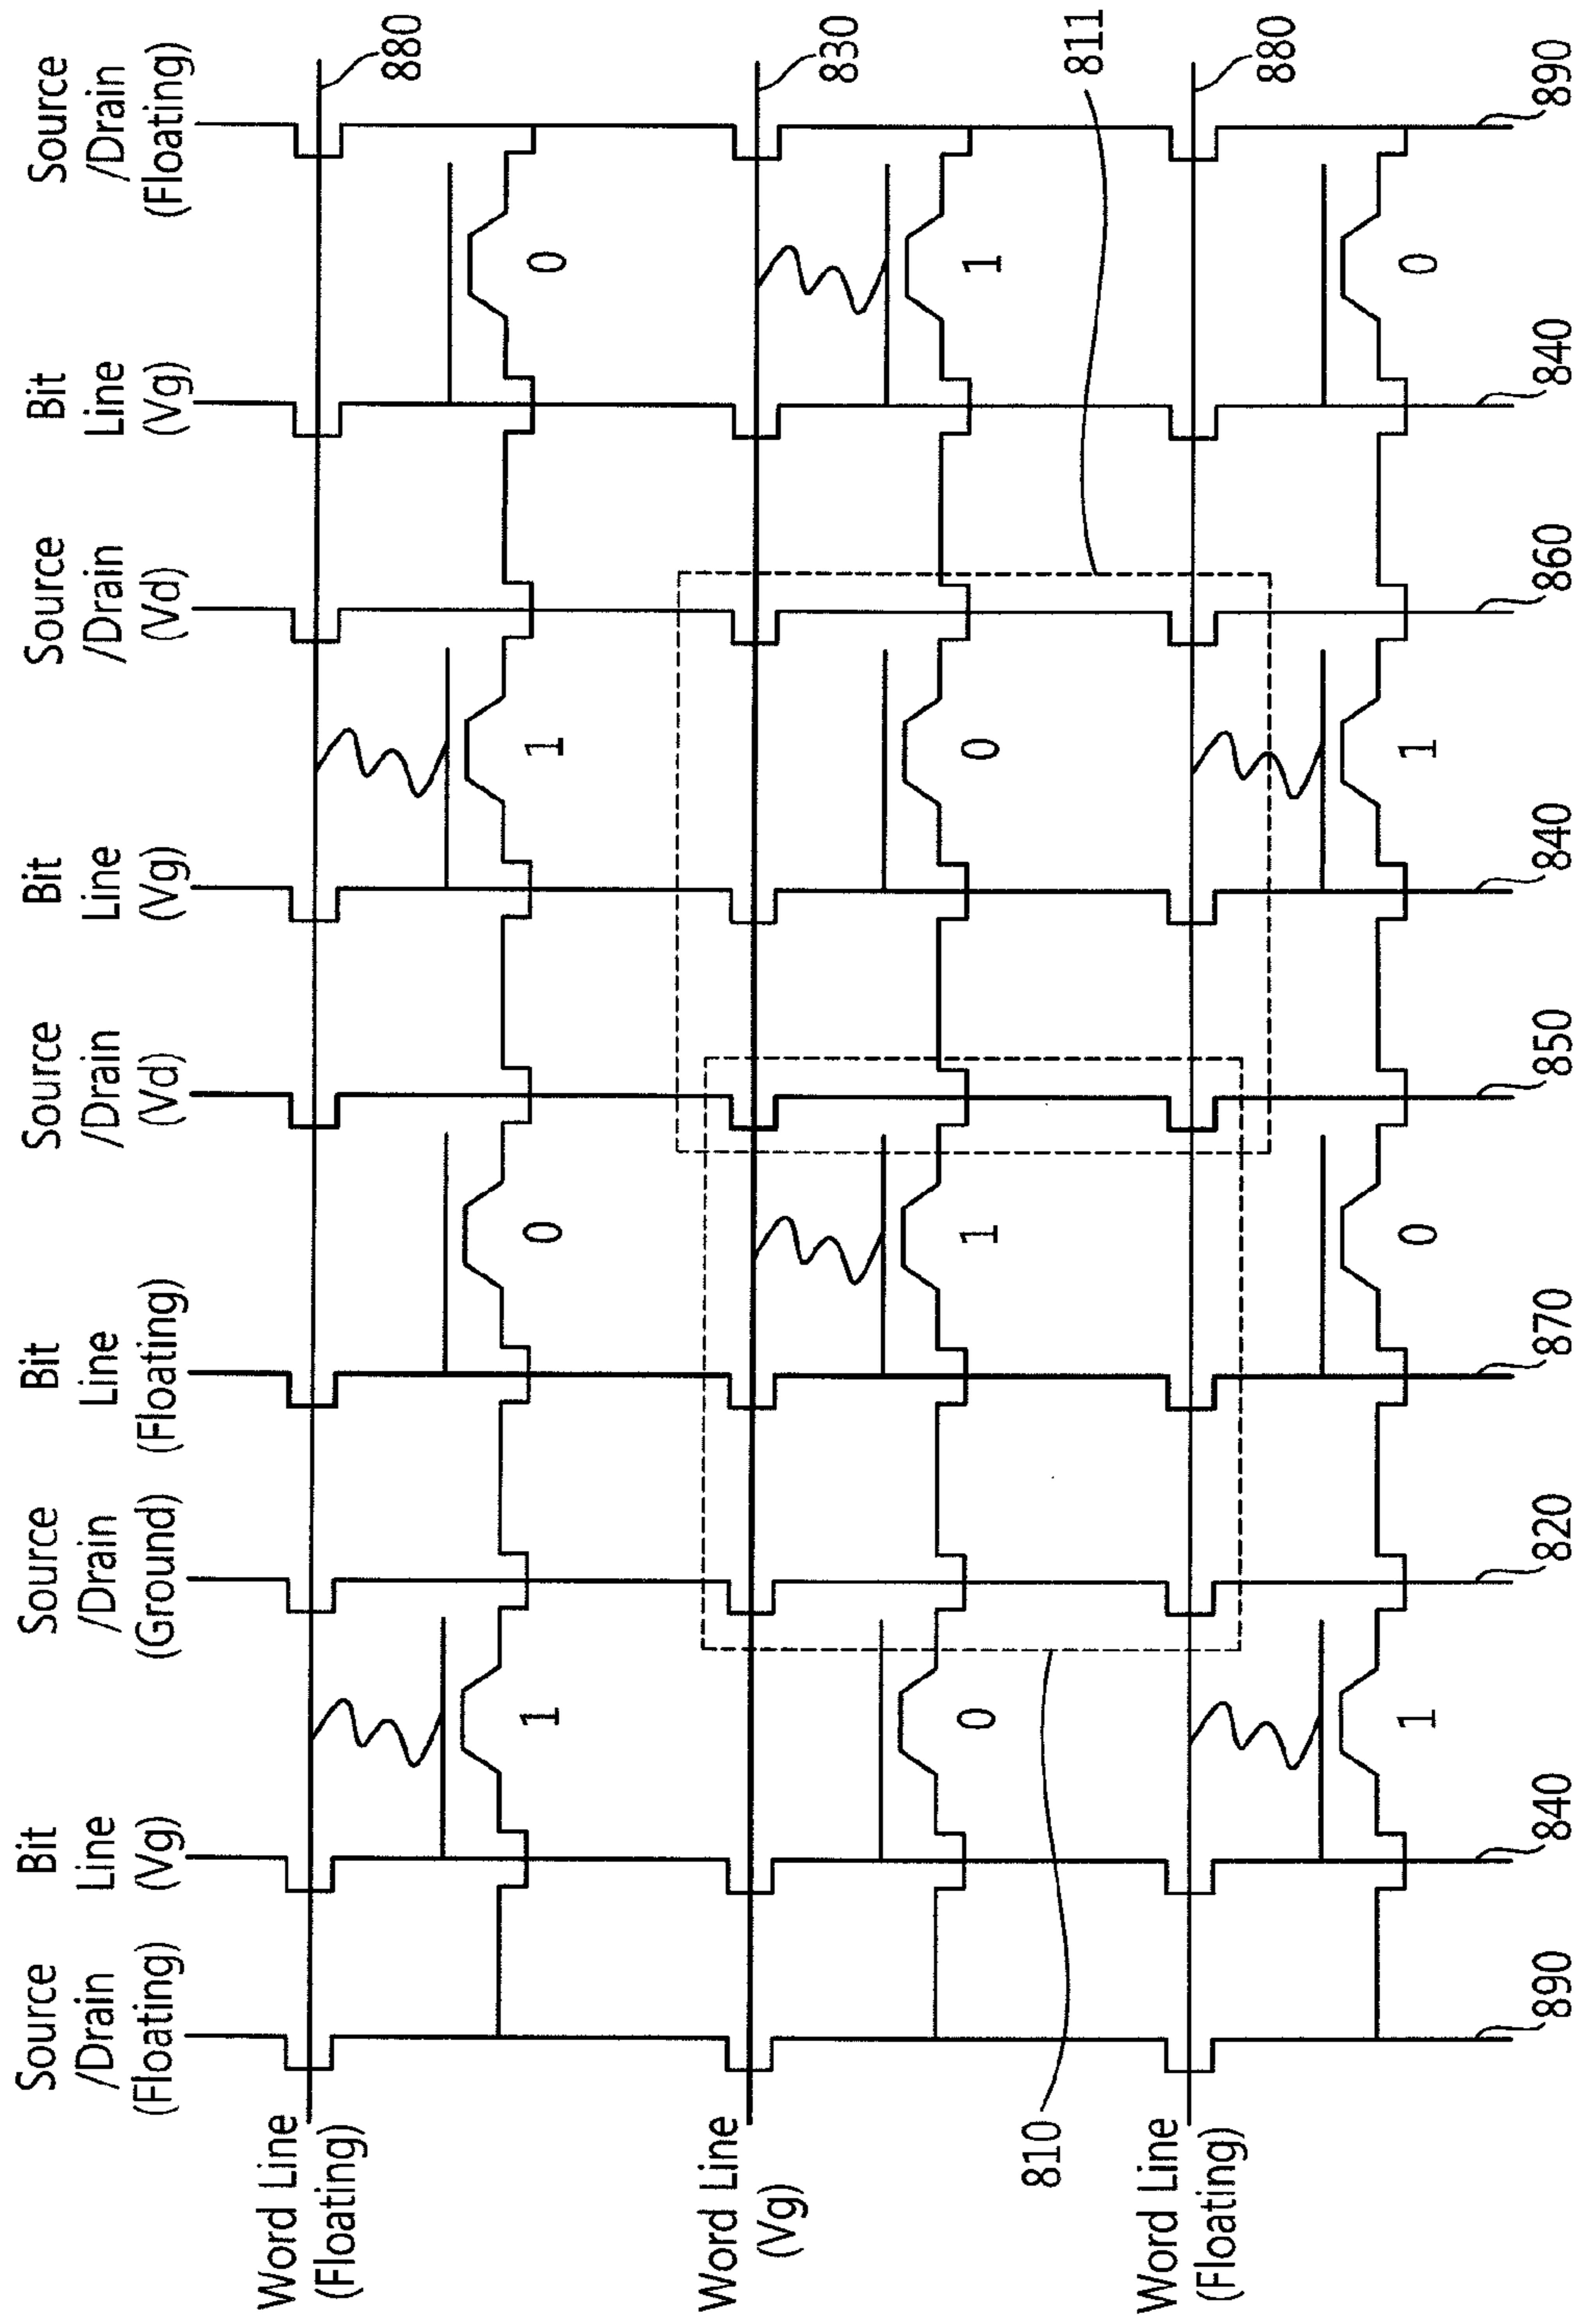 Source
/Drain
(Floating)
Bit
Line
(Vg)
Source
/Drain
(Ground)
Bit
Line
(Floating)
Source
/Drain
(Vd)
Bit
Line
(Vg)
Source
/Drain
(Vd)
Bit
Line
(Vg)
Source
/Drain
(Floating)
Word Line
(Floating)
880
1
0
1
0
Word Line
(Vg)
830
0
1
0
1
810
811
Word Line
(Floating)
880
1
0
1
0
890
840
820
870
850
840
860
840
890